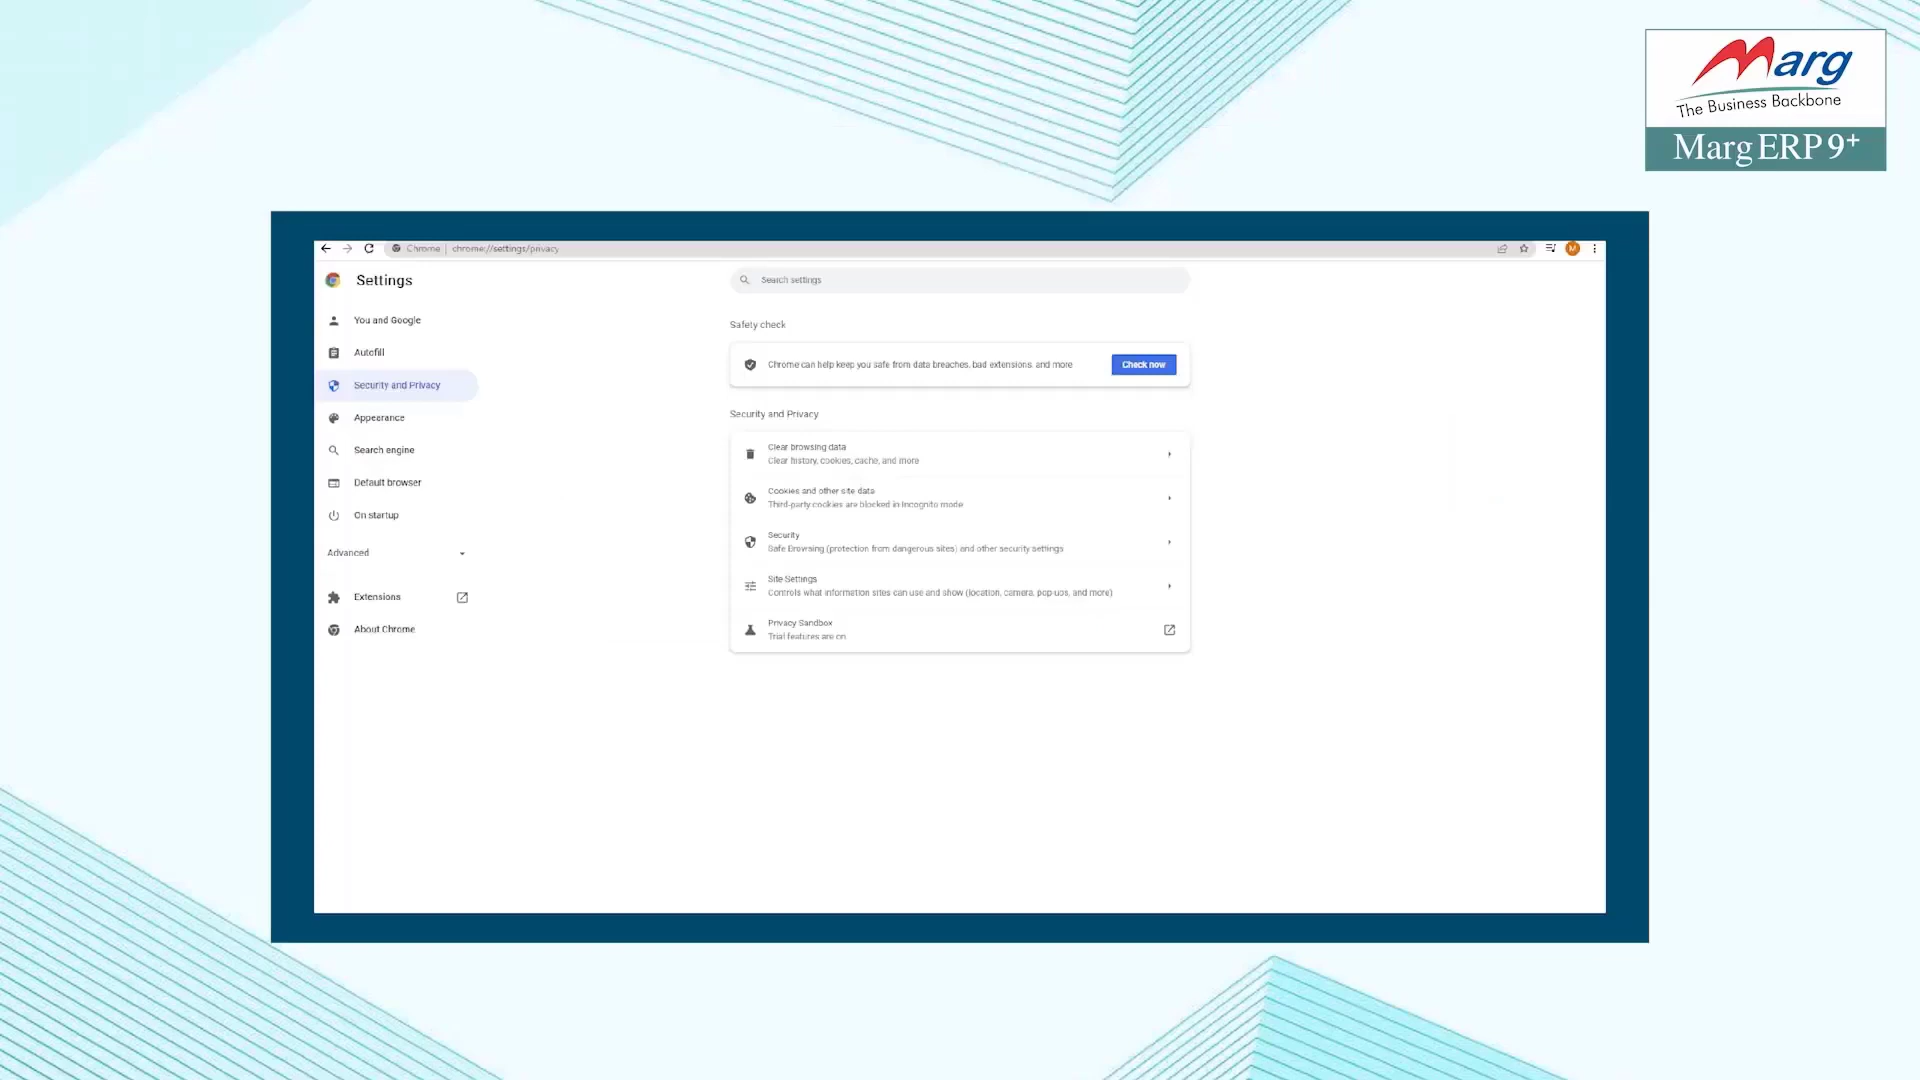 Marg
The Business Backbone
Marg ERP 9+
Chrome | chrome://settings/privacy
M
Settings
Search settings
You and Google
Autofill
Security and Privacy
Appearance
Search engine
Default browser
On startup
Advanced
Extensions
About Chrome
Safety check
Chrome can help keep you safe from data breaches, bad extensions, and more
Check now
Security and Privacy
Clear browsing data
Clear history, cookies, cache, and more
Cookies and other site data
Third-party cookies are blocked in Incognito mode
Security
Safe Browsing (protection from dangerous sites) and other security settings
Site Settings
Controls what information sites can use and show (location, camera, pop-ups, and more)
Privacy Sandbox
Trial features are on